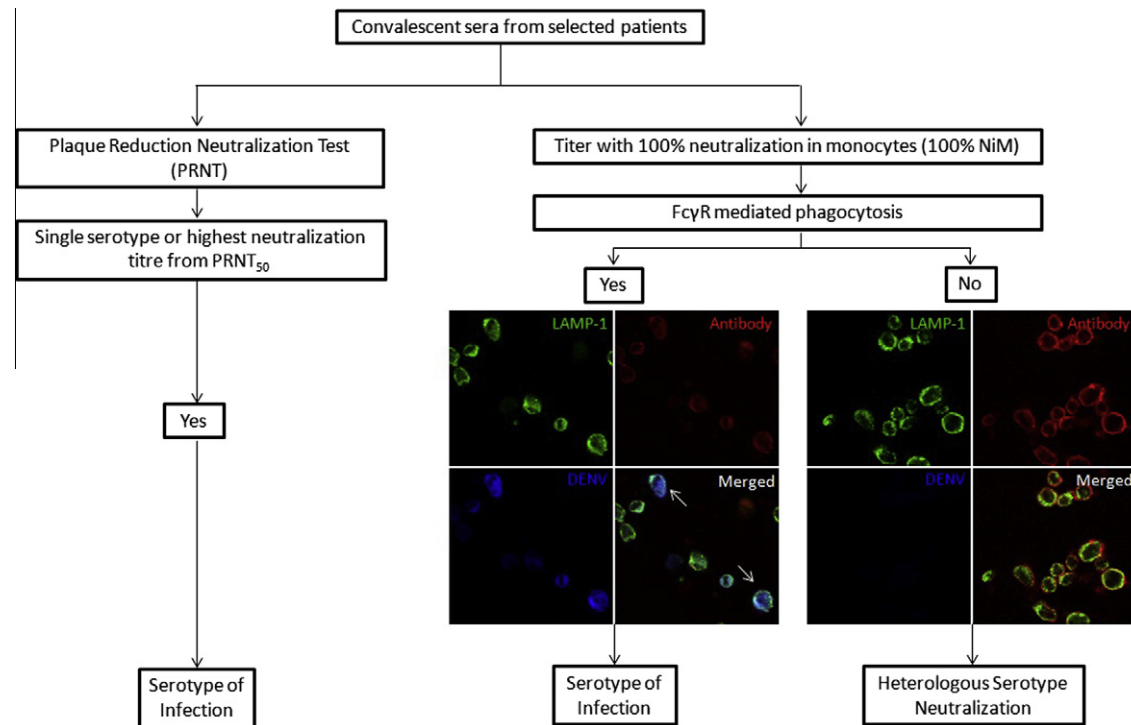 Convalescent sera from selected patients
Plaque Reduction Neutralization Test
(PRNT)
Single serotype or highest neutralization
titre from PRNT₅₀
Yes
Serotype of
Infection
Titer with 100% neutralization in monocytes (100% NiM)
FcγR mediated phagocytosis
Yes
LAMP-1
Antibody
DENV
Merged
Serotype of
Infection
No
LAMP-1
Antibody
DENV
Merged
Heterologous Serotype
Neutralization